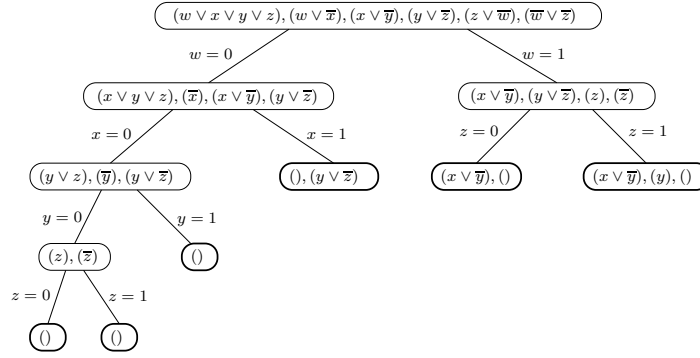 (w ∨ x ∨ y ∨ z), (w ∨ x̅), (x ∨ y̅), (y ∨ z̅), (z ∨ w̅), (w̅ ∨ z̅)
w = 0 w = 1
(x ∨ y ∨ z), (x̅), (x ∨ y̅), (y ∨ z̅) (x ∨ y̅), (y ∨ z̅), (z), (z̅)
x = 0 x = 1 z = 0 z = 1
(y ∨ z), (y̅), (y ∨ z̅) (), (y ∨ z̅) (x ∨ y̅), () (x ∨ y̅), (y), ()
y = 0 y = 1
(z), (z̅) ()
z = 0 z = 1
() ()